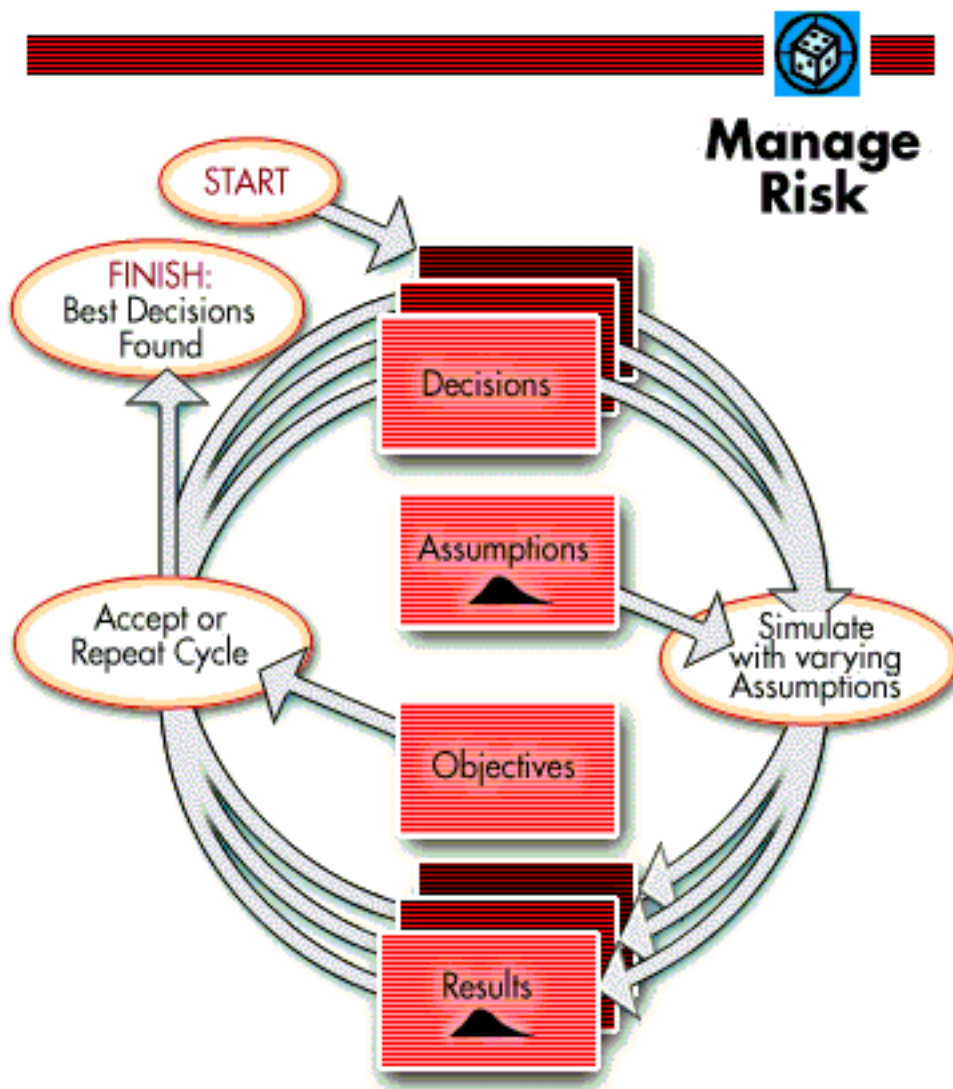 Manage
Risk
START
FINISH:
Best Decisions
Found
Decisions
Assumptions
Accept or
Repeat Cycle
Simulate
with varying
Assumptions
Objectives
Results